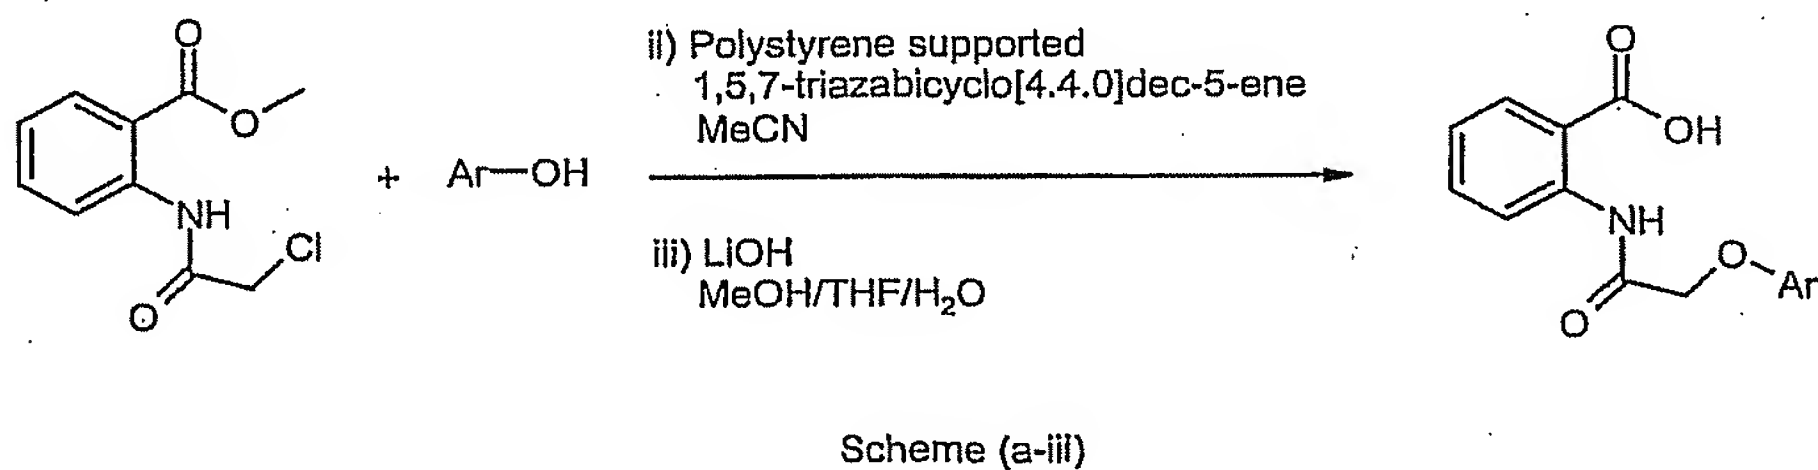 ii) Polystyrene supported
1,5,7-triazabicyclo[4.4.0]dec-5-ene
MeCN
O
O
NH
Cl
O
+ Ar—OH
iii) LiOH
MeOH/THF/H₂O
O
OH
NH
O
Ar
O
Scheme (a-iii)